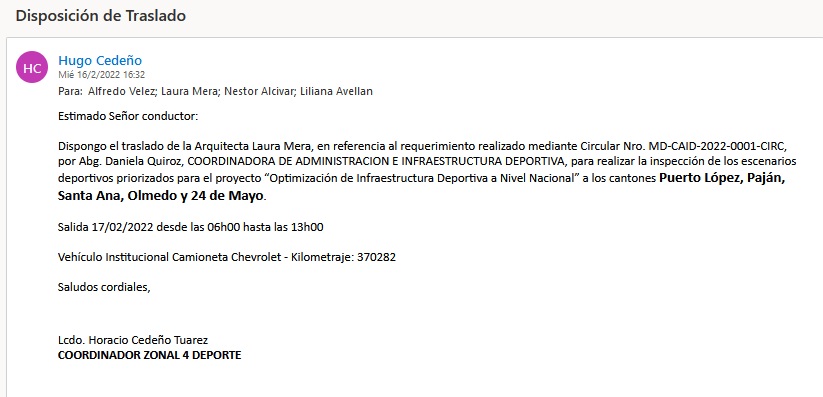 Disposición de Traslado
HC
Hugo Cedeño
Mié 16/2/2022 16:32
Para: Alfredo Velez; Laura Mera; Nestor Alcivar; Liliana Avellan
Estimado Señor conductor:
Dispongo el traslado de la Arquitecta Laura Mera, en referencia al requerimiento realizado mediante Circular Nro. MD-CAID-2022-0001-CIRC,
por Abg. Daniela Quiroz, COORDINADORA DE ADMINISTRACION E INFRAESTRUCTURA DEPORTIVA, para realizar la inspección de los escenarios
deportivos priorizados para el proyecto “Optimización de Infraestructura Deportiva a Nivel Nacional” a los cantones Puerto López, Paján,
Santa Ana, Olmedo y 24 de Mayo.
Salida 17/02/2022 desde las 06h00 hasta las 13h00
Vehículo Institucional Camioneta Chevrolet - Kilometraje: 370282
Saludos cordiales,
Lcdo. Horacio Cedeño Tuarez
COORDINADOR ZONAL 4 DEPORTE